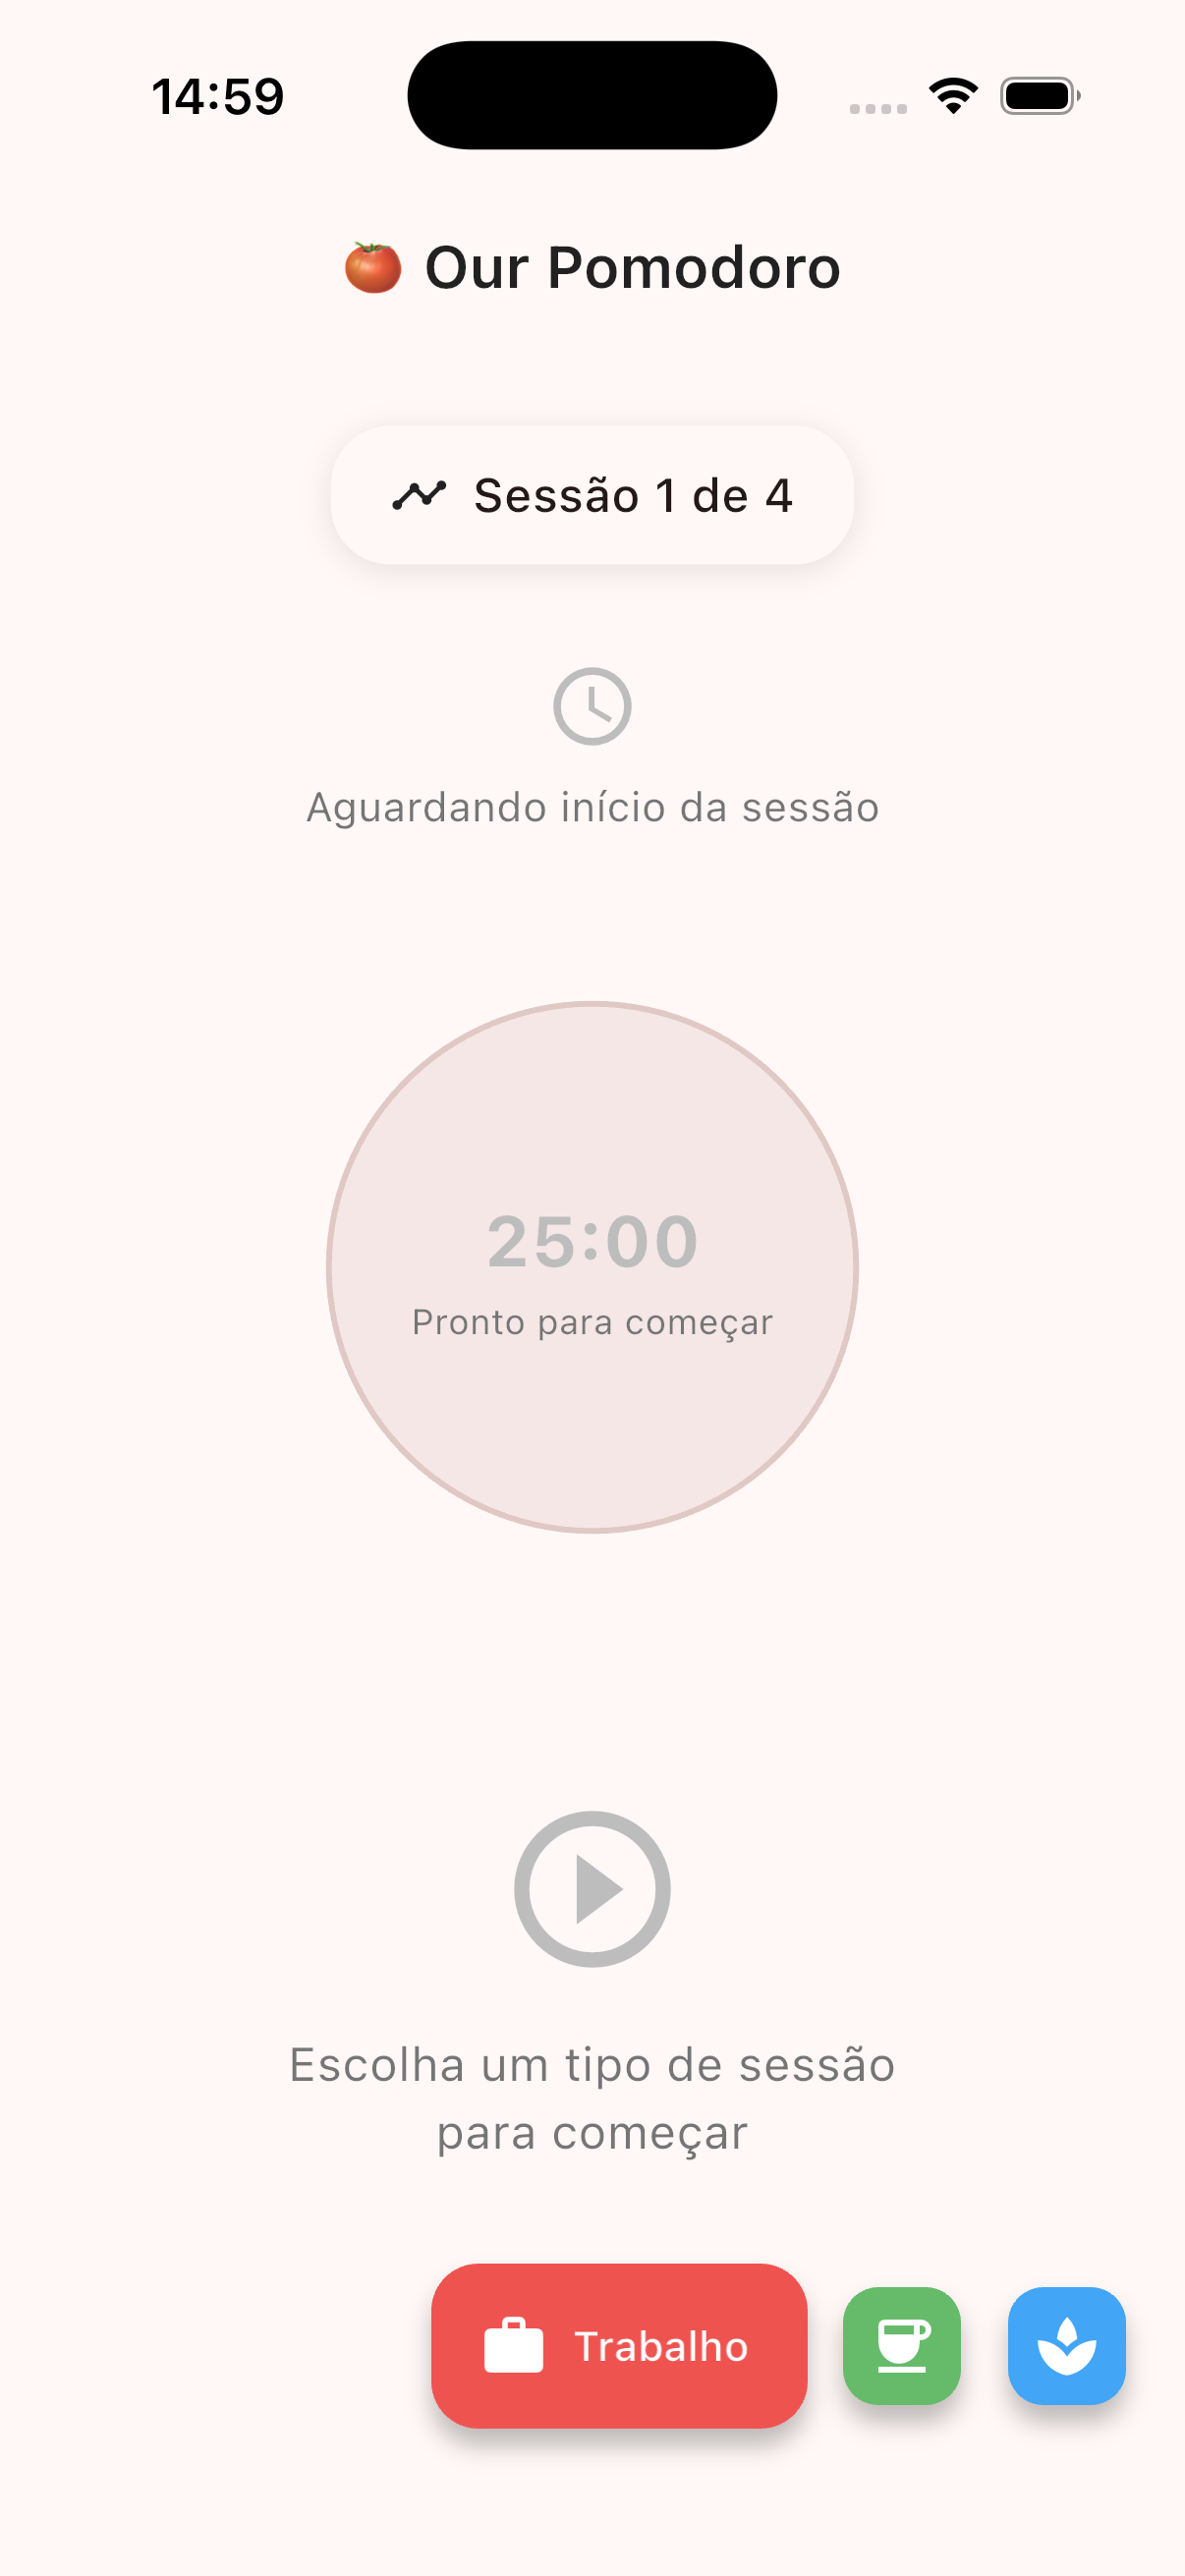 14:59
🍅 Our Pomodoro
Sessão 1 de 4
Aguardando início da sessão
25:00
Pronto para começar
Escolha um tipo de sessão
para começar
Trabalho